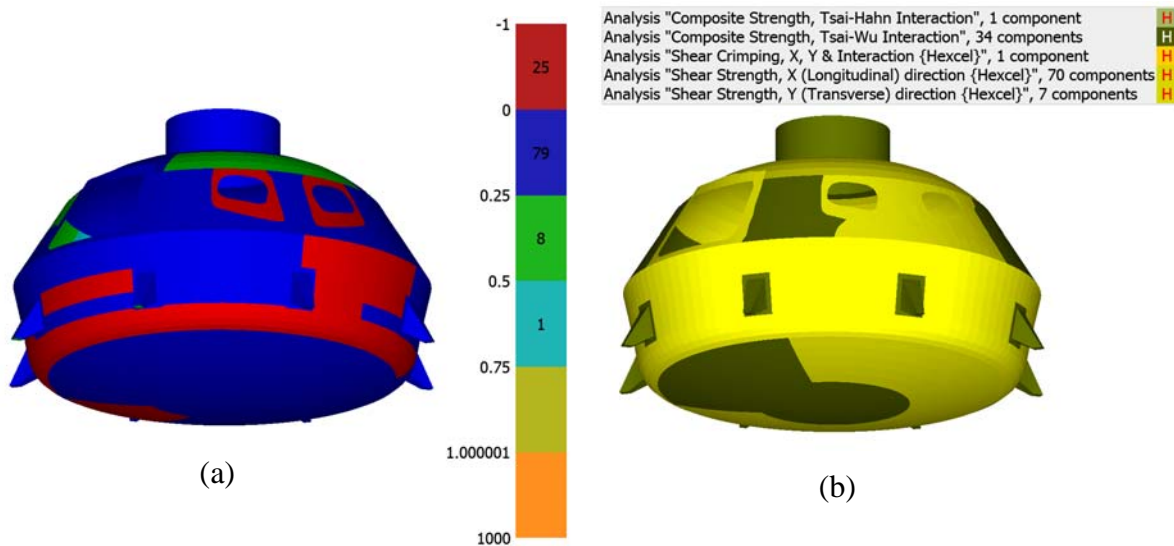 -1
25
0
79
0.25
8
0.5
1
0.75
1.000001
1000
(a)
Analysis "Composite Strength, Tsai-Hahn Interaction", 1 component H
Analysis "Composite Strength, Tsai-Wu Interaction", 34 components H
Analysis "Shear Crimping, X, Y & Interaction {Hexcel}", 1 component H
Analysis "Shear Strength, X (Longitudinal) direction {Hexcel}", 70 components H
Analysis "Shear Strength, Y (Transverse) direction {Hexcel}", 7 components H
(b)